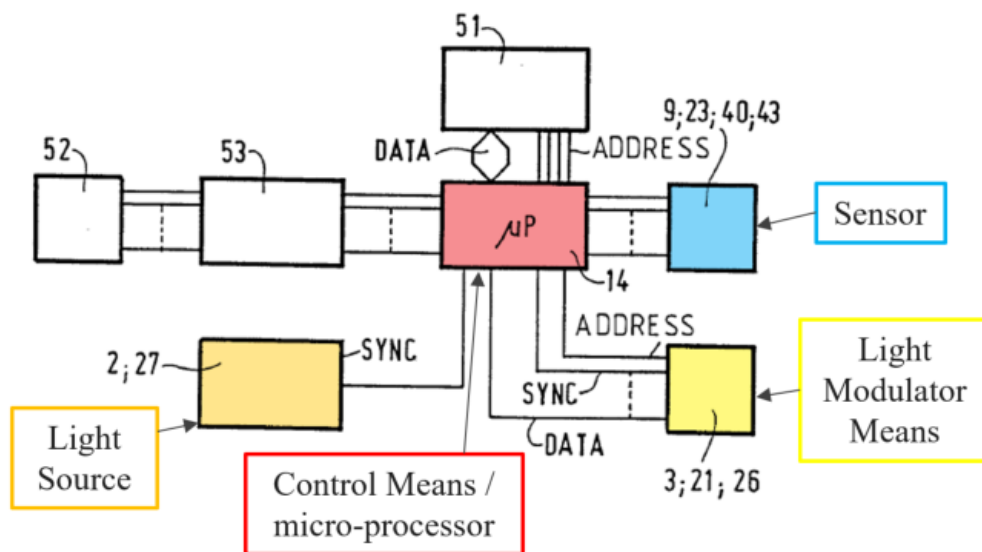 51
9;23;40;43
52
53
DATA
ADDRESS
μP
Sensor
14
ADDRESS
2;27
SYNC
SYNC
DATA
Light
Modulator
Means
Light
Source
Control Means /
micro-processor
3;21;26